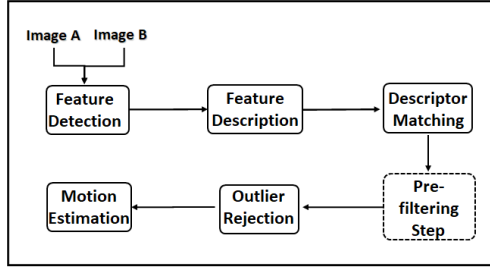 Image A Image B
Feature
Detection
Feature
Description
Descriptor
Matching
Pre-
filtering
Step
Outlier
Rejection
Motion
Estimation